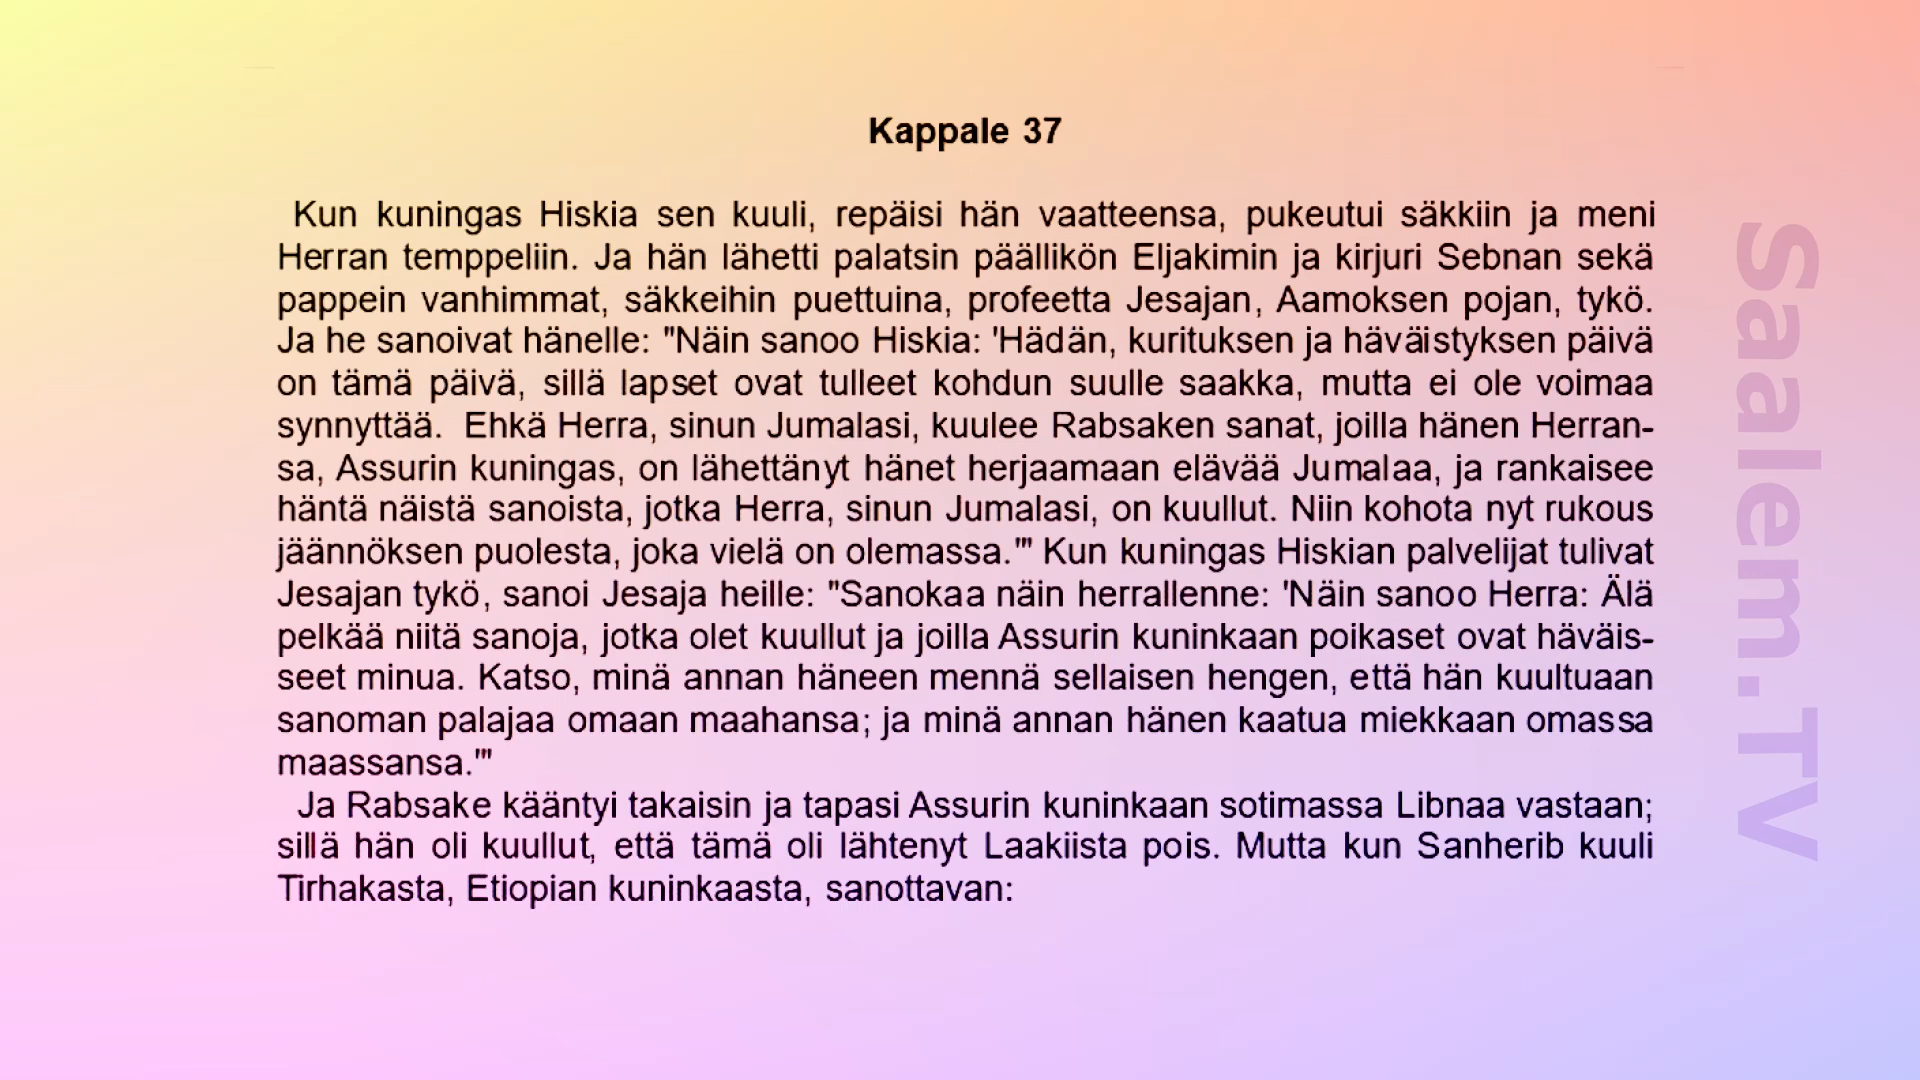 Kappale 37
Kun kuningas Hiskia sen kuuli, repäisi hän vaatteensa, pukeutui säkkiin ja meni
Herran temppeliin. Ja hän lähetti palatsin päällikön Eljakimin ja kirjuri Sebnan sekä
pappein vanhimmat, säkkeihin puettuina, profeetta Jesajan, Aamoksen pojan, tykö.
Ja he sanoivat hänelle: "Näin sanoo Hiskia: 'Hädän, kurituksen ja häväistyksen päivä
on tämä päivä, sillä lapset ovat tulleet kohdun suulle saakka, mutta ei ole voimaa
synnyttää. Ehkä Herra, sinun Jumalasi, kuulee Rabsaken sanat, joilla hänen Herran-
sa, Assurin kuningas, on lähettänyt hänet herjaamaan elävää Jumalaa, ja rankaisee
häntä näistä sanoista, jotka Herra, sinun Jumalasi, on kuullut. Niin kohota nyt rukous
jäännöksen puolesta, joka vielä on olemassa.'" Kun kuningas Hiskian palvelijat tulivat
Jesajan tykö, sanoi Jesaja heille: "Sanokaa näin herrallenne: 'Näin sanoo Herra: Älä
pelkää niitä sanoja, jotka olet kuullut ja joilla Assurin kuninkaan poikaset ovat häväis-
seet minua. Katso, minä annan häneen mennä sellaisen hengen, että hän kuultuaan
sanoman palajaa omaan maahansa; ja minä annan hänen kaatua miekkaan omassa
maassansa.'"
Ja Rabsake kääntyi takaisin ja tapasi Assurin kuninkaan sotimassa Libnaa vastaan;
sillä hän oli kuullut, että tämä oli lähtenyt Laakiista pois. Mutta kun Sanherib kuuli
Tirhakasta, Etiopian kuninkaasta, sanottavan:
Saalem.TV